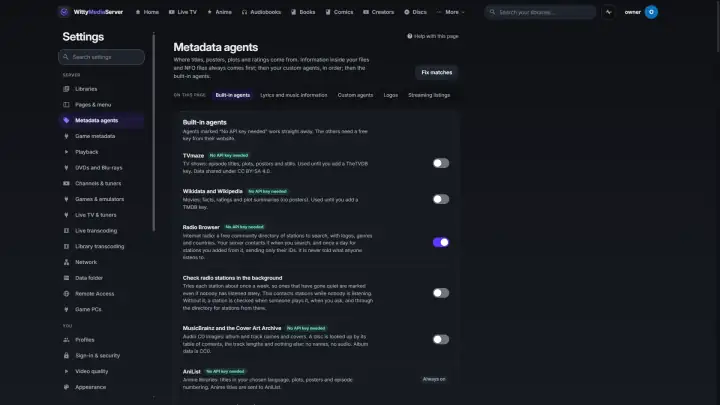 WittyMediaServer
Home
Live TV
Anime
Audiobooks
Books
Comics
Creators
Discs
More
Search your libraries...
owner
O
Settings
Search settings
SERVER
Libraries
Pages & menu
Metadata agents
Game metadata
Playback
DVDs and Blu-rays
Channels & tuners
Games & emulators
Live TV & tuners
Live transcoding
Library transcoding
Network
Data folder
Remote Access
Game PCs
YOU
Profiles
Sign-in & security
Video quality
Appearance
Help with this page
Metadata agents
Where titles, posters, plots and ratings come from. Information inside your files
and NFO files always comes first; then your custom agents, in order; then the
built-in agents.
Fix matches
ON THIS PAGE
Built-in agents
Lyrics and music information
Custom agents
Logos
Streaming listings
Built-in agents
Agents marked "No API key needed" work straight away. The others need a free
key from their website.
TVmaze No API key needed
TV shows: episode titles, plots, posters and stills. Used until you add a TheTVDB
key. Data shared under CC BY-SA 4.0.
Wikidata and Wikipedia No API key needed
Movies: facts, ratings and plot summaries (no posters). Used until you add a
TMDB key.
Radio Browser No API key needed
Internet radio: a free community directory of stations to search, with logos, genres
and countries. Your server contacts it when you search, and once a day for
stations you added from it, sending only their IDs. It is never told what anyone
listens to.
Check radio stations in the background
Tries each station about once a week, so ones that have gone quiet are marked
even if nobody has listened lately. This contacts stations while nobody is listening.
Without it, a station is checked when someone plays it, when you ask, and through
the directory for stations from there.
MusicBrainz and the Cover Art Archive No API key needed
Audio CD images: album and track names and covers. A disc is looked up by its
table of contents, the track lengths and nothing else: no names, no audio. Album
data is CC0.
AniList No API key needed
Anime libraries: titles in your chosen language, plots, posters and episode
numbering. Anime titles are sent to AniList.
Always on